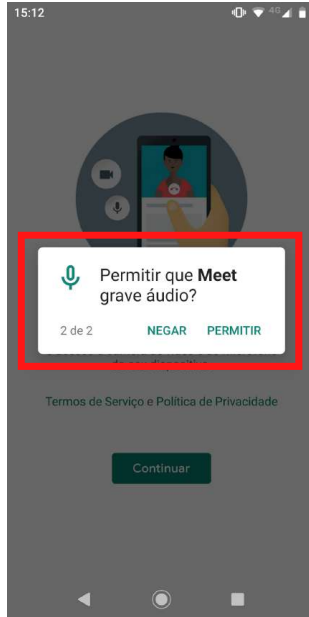 15:12
4G
Permitir que Meet
grave áudio?
2 de 2
NEGAR PERMITIR
Termos de Serviço e Política de Privacidade
Continuar